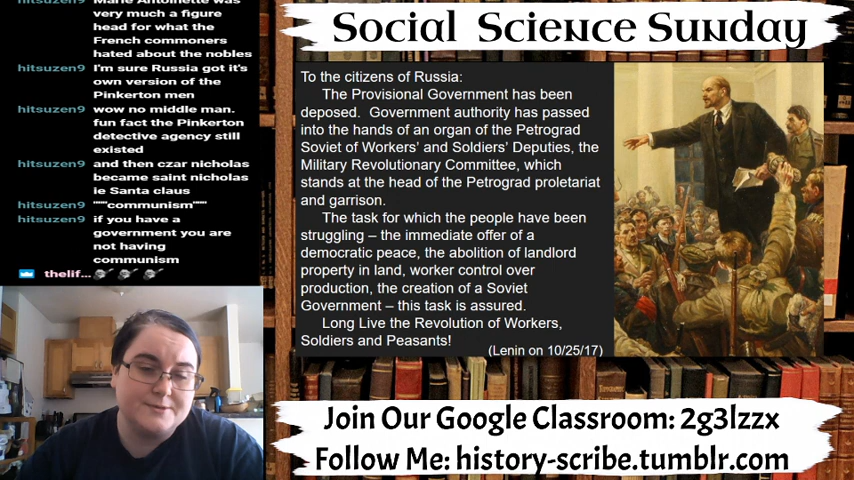 Marie Antoinette was
very much a figure
head for what the
French commoners
hated about the nobles
hitsuzen9 I'm sure Russia got it's
own version of the
Pinkerton men
hitsuzen9 wow no middle man.
fun fact the Pinkerton
detective agency still
existed
hitsuzen9 and then czar nicholas
became saint nicholas
ie Santa claus
hitsuzen9 """communism"""
hitsuzen9 if you have a
government you are
not having
communism
thelif...
Social Science Sunday
To the citizens of Russia:
The Provisional Government has been
deposed. Government authority has passed
into the hands of an organ of the Petrograd
Soviet of Workers' and Soldiers' Deputies, the
Military Revolutionary Committee, which
stands at the head of the Petrograd proletariat
and garrison.
The task for which the people have been
struggling – the immediate offer of a
democratic peace, the abolition of landlord
property in land, worker control over
production, the creation of a Soviet
Government – this task is assured.
Long Live the Revolution of Workers,
Soldiers and Peasants!
(Lenin on 10/25/17)
Join Our Google Classroom: 2g3lzzx
Follow Me: history-scribe.tumblr.com